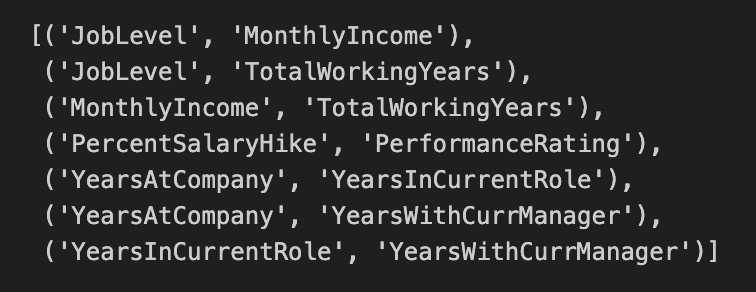 [('JobLevel', 'MonthlyIncome'),
('JobLevel', 'TotalWorkingYears'),
('MonthlyIncome', 'TotalWorkingYears'),
('PercentSalaryHike', 'PerformanceRating'),
('YearsAtCompany', 'YearsInCurrentRole'),
('YearsAtCompany', 'YearsWithCurrManager'),
('YearsInCurrentRole', 'YearsWithCurrManager')]